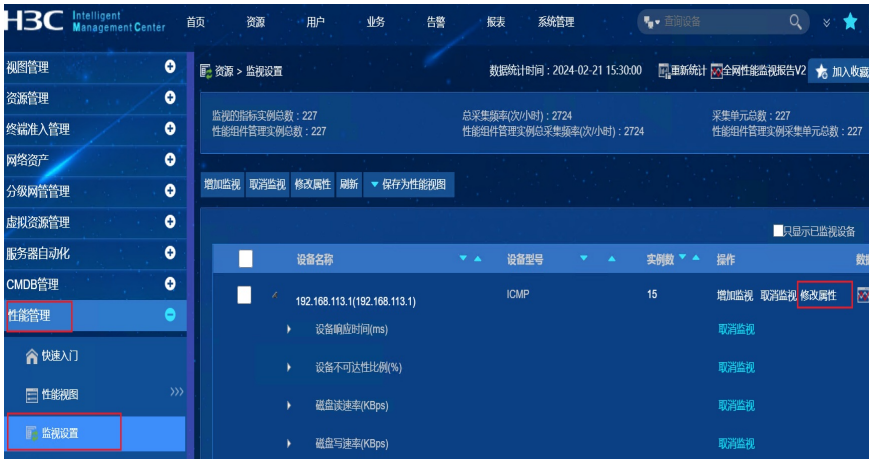 H3C Intelligent Management Center 首页 资源 用户 业务 告警 报表 系统管理 查询设备
视图管理
资源管理
终端准入管理
网络资产
分级网管管理
虚拟资源管理
服务器自动化
CMDB管理
性能管理
快速入门
性能视图 >>>
监视设置
资源 > 监视设置 数据统计时间：2024-02-21 15:30:00 重新统计 全网性能监视报告V2 加入收藏
监视的指标实例总数：227 总采集频率(次/小时)：2724 采集单元总数：227
性能组件管理实例总数：227 性能组件管理实例总采集频率(次/小时)：2724 性能组件管理实例采集单元总数：227
增加监视 取消监视 修改属性 刷新 保存为性能视图
只显示已监视设备
设备名称 设备型号 实例数 操作
192.168.113.1(192.168.113.1) ICMP 15 增加监视 取消监视 修改属性
设备响应时间(ms) 取消监视
设备不可达性比例(%) 取消监视
磁盘读速率(KBps) 取消监视
磁盘写速率(KBps) 取消监视